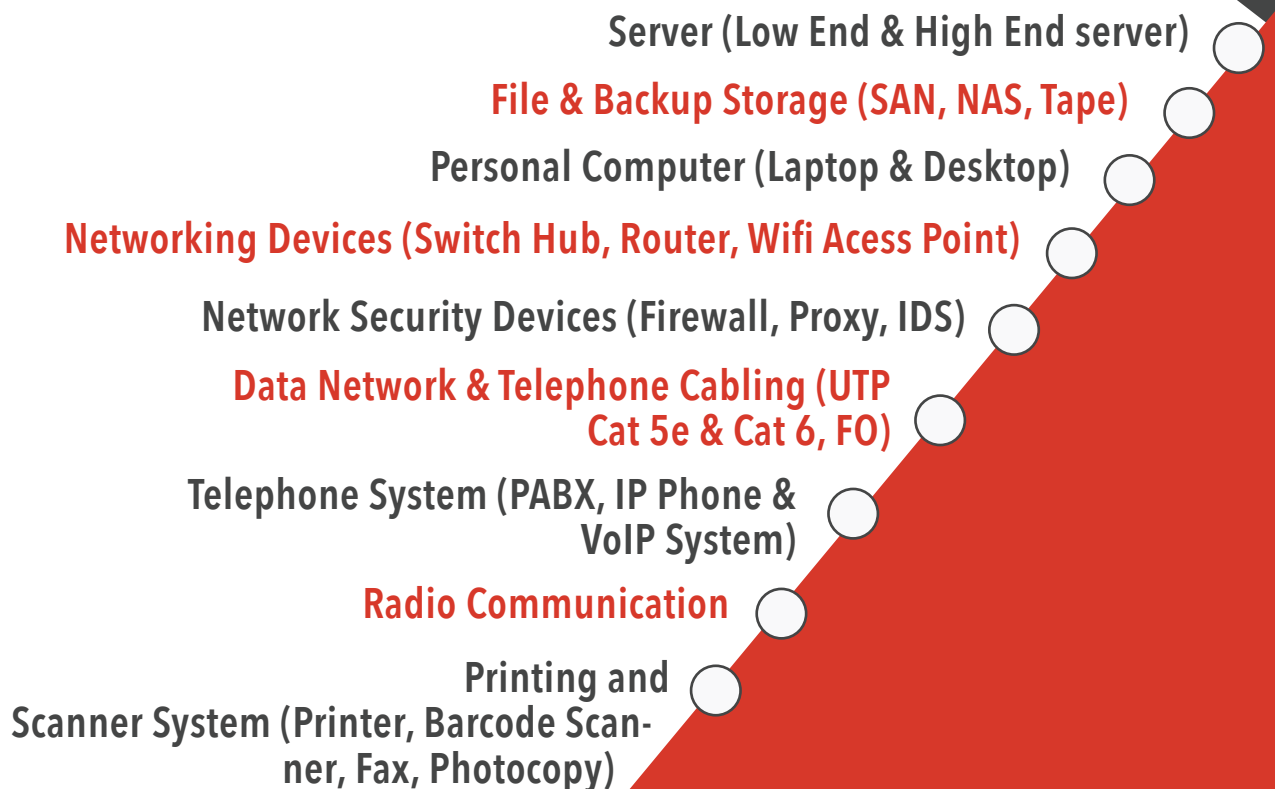 Server (Low End & High End server)
File & Backup Storage (SAN, NAS, Tape)
Personal Computer (Laptop & Desktop)
Networking Devices (Switch Hub, Router, Wifi Acess Point)
Network Security Devices (Firewall, Proxy, IDS)
Data Network & Telephone Cabling (UTP
Cat 5e & Cat 6, FO)
Telephone System (PABX, IP Phone &
VoIP System)
Radio Communication
Printing and
Scanner System (Printer, Barcode Scan-
ner, Fax, Photocopy)